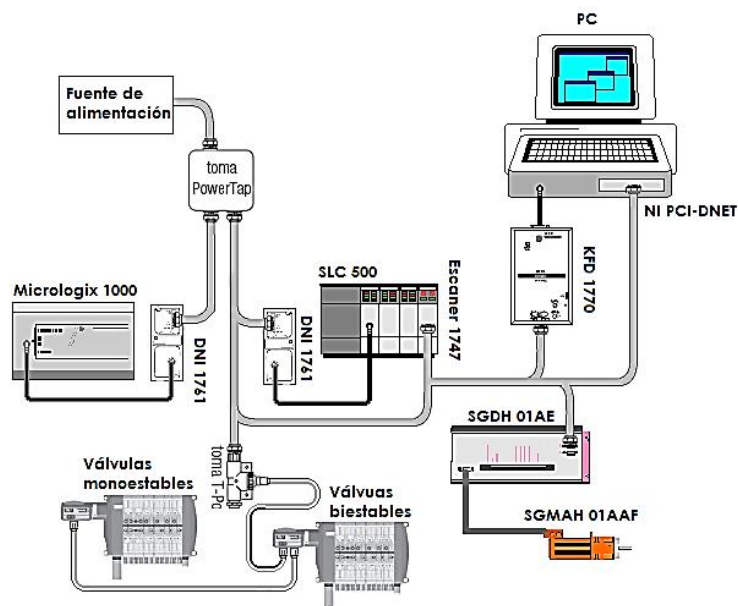 PC
Fuente de
alimentación
toma
PowerTap
NI PCI-DNET
KFD 1770
SLC 500
Escaner 1747
Micrologix 1000
DNI 1761
DNI 1761
SGDH 01AE
toma T-Pc
Válvulas
monoestables
Válvuas
biestables
SGMAH 01AAF